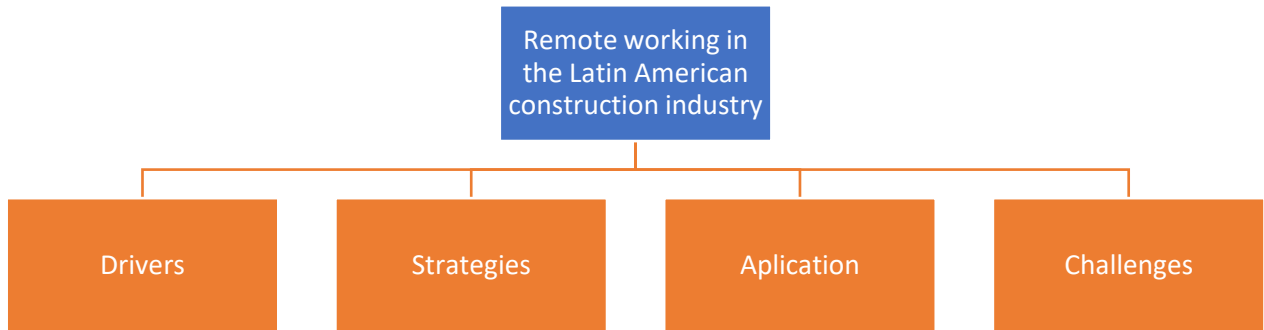 Remote working in
the Latin American
construction industry
Drivers
Strategies
Aplication
Challenges